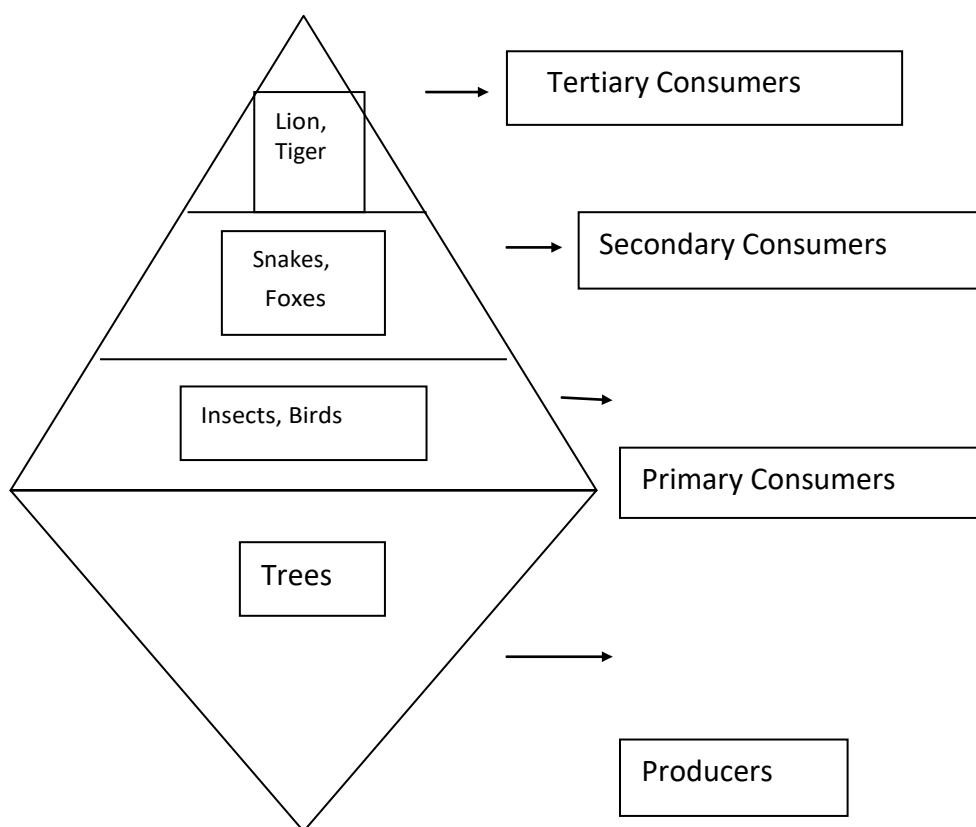 Tertiary Consumers
Lion,
Tiger
Secondary Consumers
Snakes,
Foxes
Insects, Birds
Primary Consumers
Trees
Producers